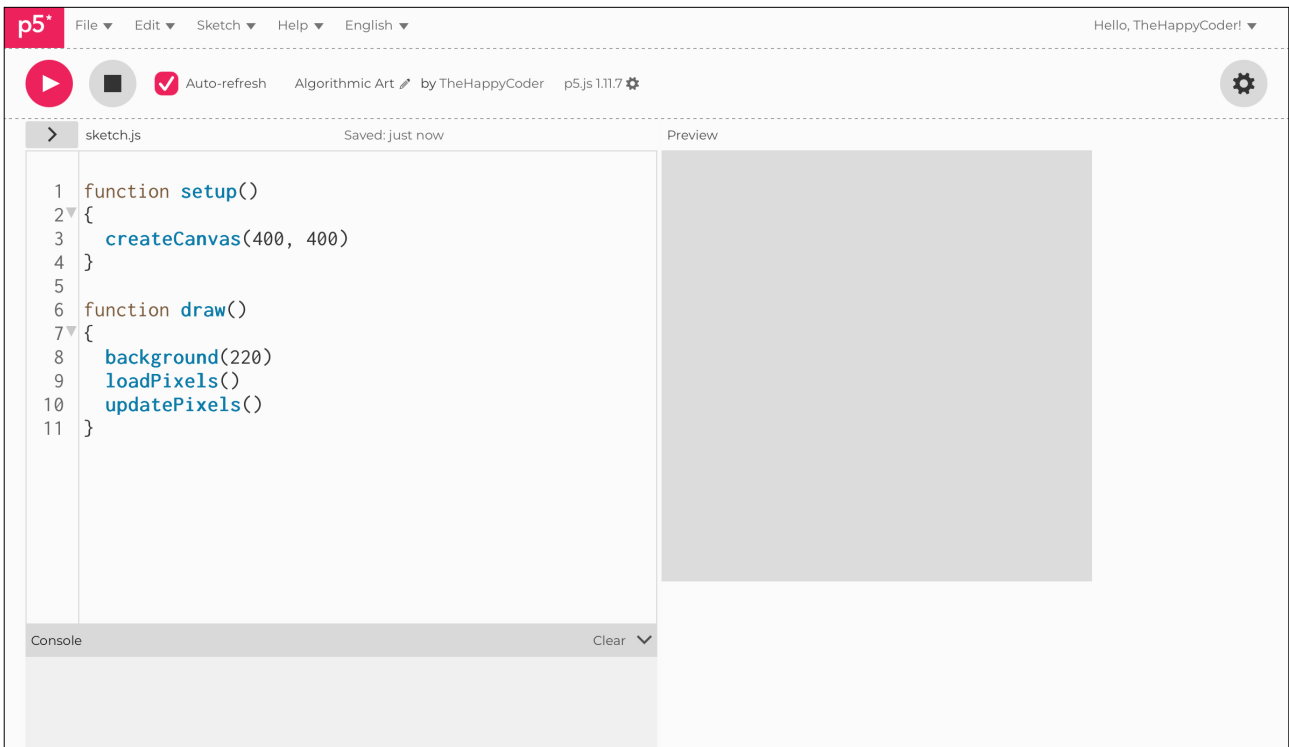 p5* File Edit Sketch Help English Hello, TheHappyCoder!
Auto-refresh Algorithmic Art by TheHappyCoder p5.js 1.11.7
sketch.js Saved: just now Preview
1 function setup()
2 {
3 createCanvas(400, 400)
4 }
5
6 function draw()
7 {
8 background(220)
9 loadPixels()
10 updatePixels()
11 }
Console Clear